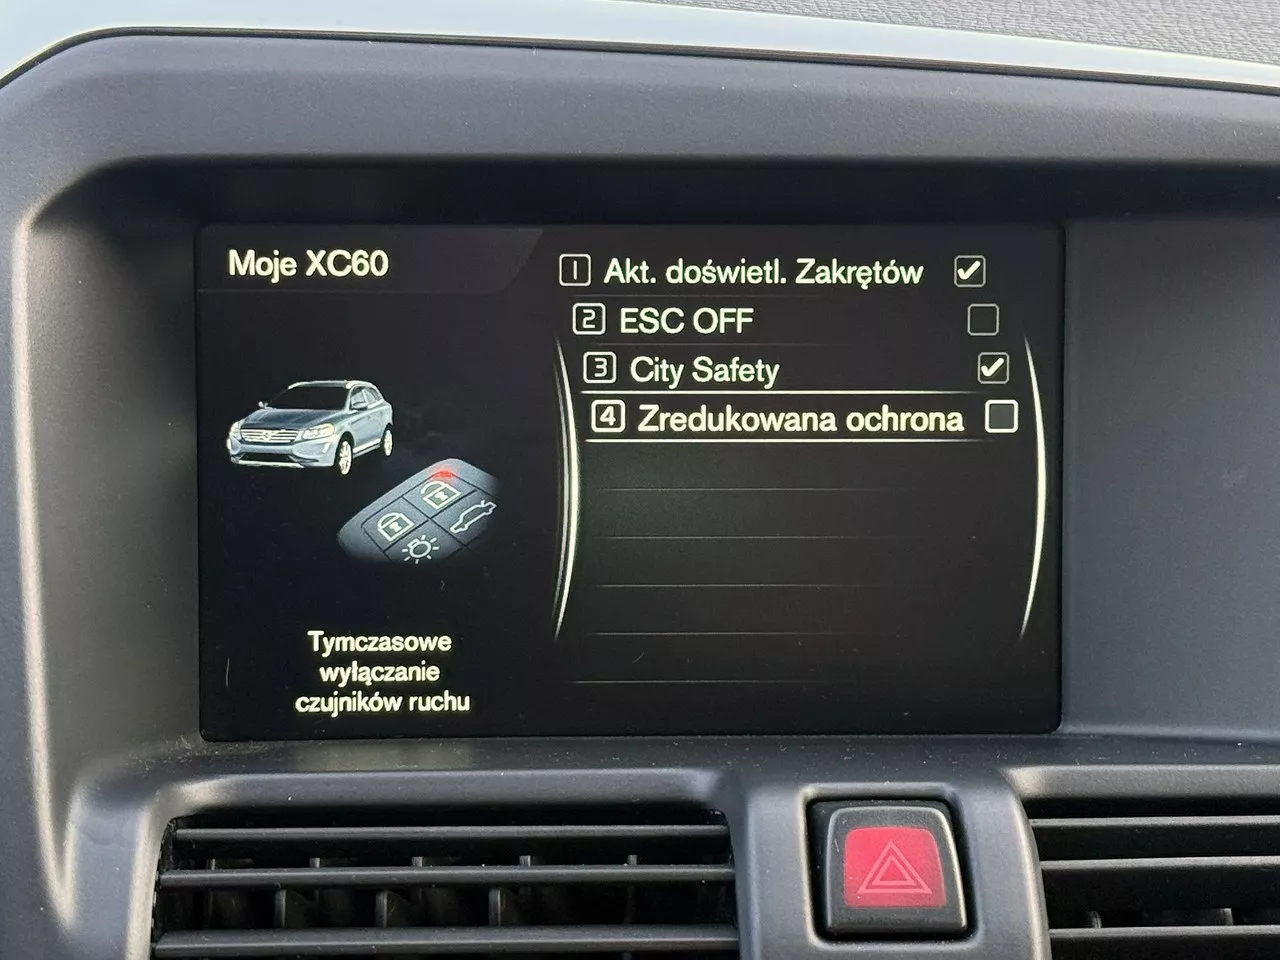 Moje XC60
1 Akt. doświetl. Zakrętów
2 ESC OFF
3 City Safety
4 Zredukowana ochrona
Tymczasowe
wyłączanie
czujników ruchu